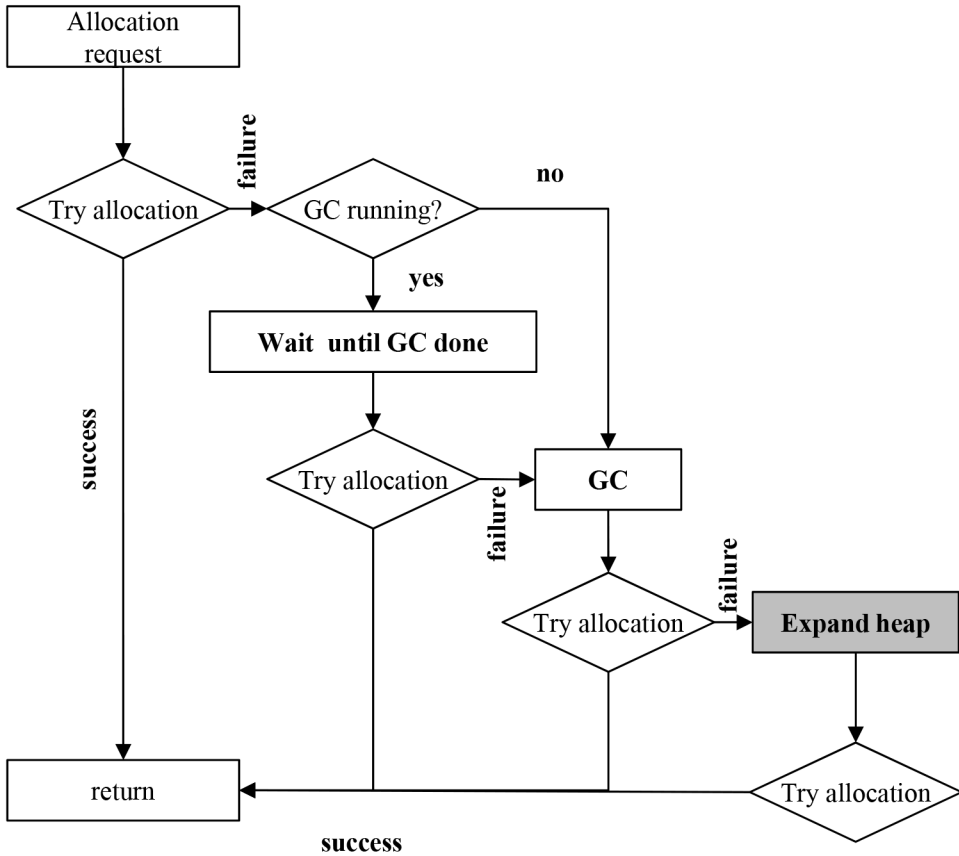 Allocation
request
failure
no
Try allocation
GC running?
yes
Wait until GC done
success
Try allocation
failure
GC
failure
Try allocation
Expand heap
return
Try allocation
success